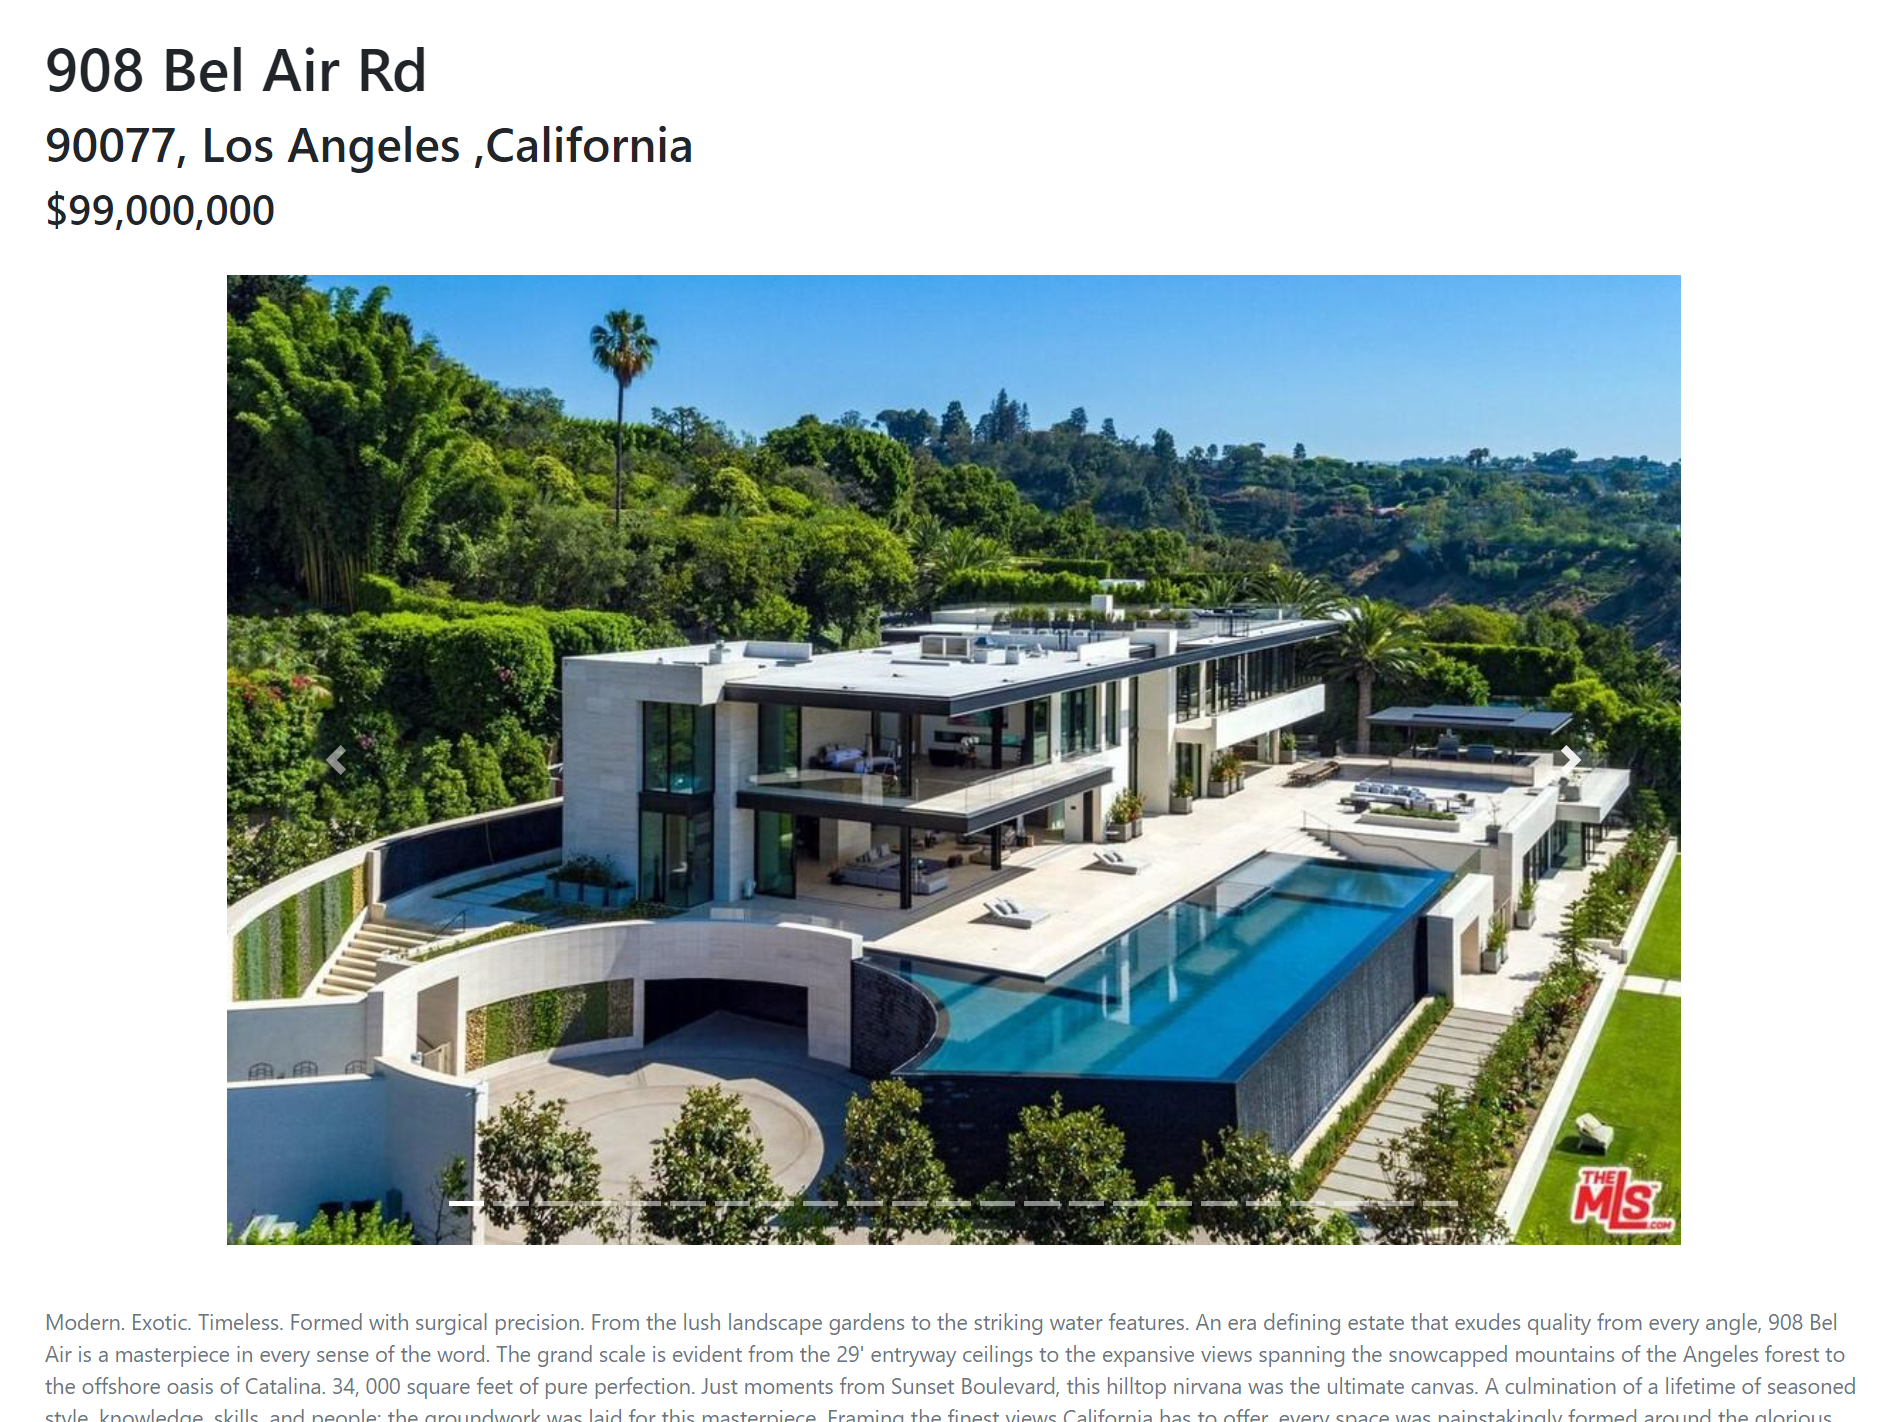 908 Bel Air Rd
90077, Los Angeles ,California
$99,000,000
THE
MLS™
.COM
Modern. Exotic. Timeless. Formed with surgical precision. From the lush landscape gardens to the striking water features. An era defining estate that exudes quality from every angle, 908 Bel
Air is a masterpiece in every sense of the word. The grand scale is evident from the 29' entryway ceilings to the expansive views spanning the snowcapped mountains of the Angeles forest to
the offshore oasis of Catalina. 34, 000 square feet of pure perfection. Just moments from Sunset Boulevard, this hilltop nirvana was the ultimate canvas. A culmination of a lifetime of seasoned
style, knowledge, skills, and people; the groundwork was laid for this masterpiece. Framing the finest views California has to offer, every space was painstakingly formed around the glorious